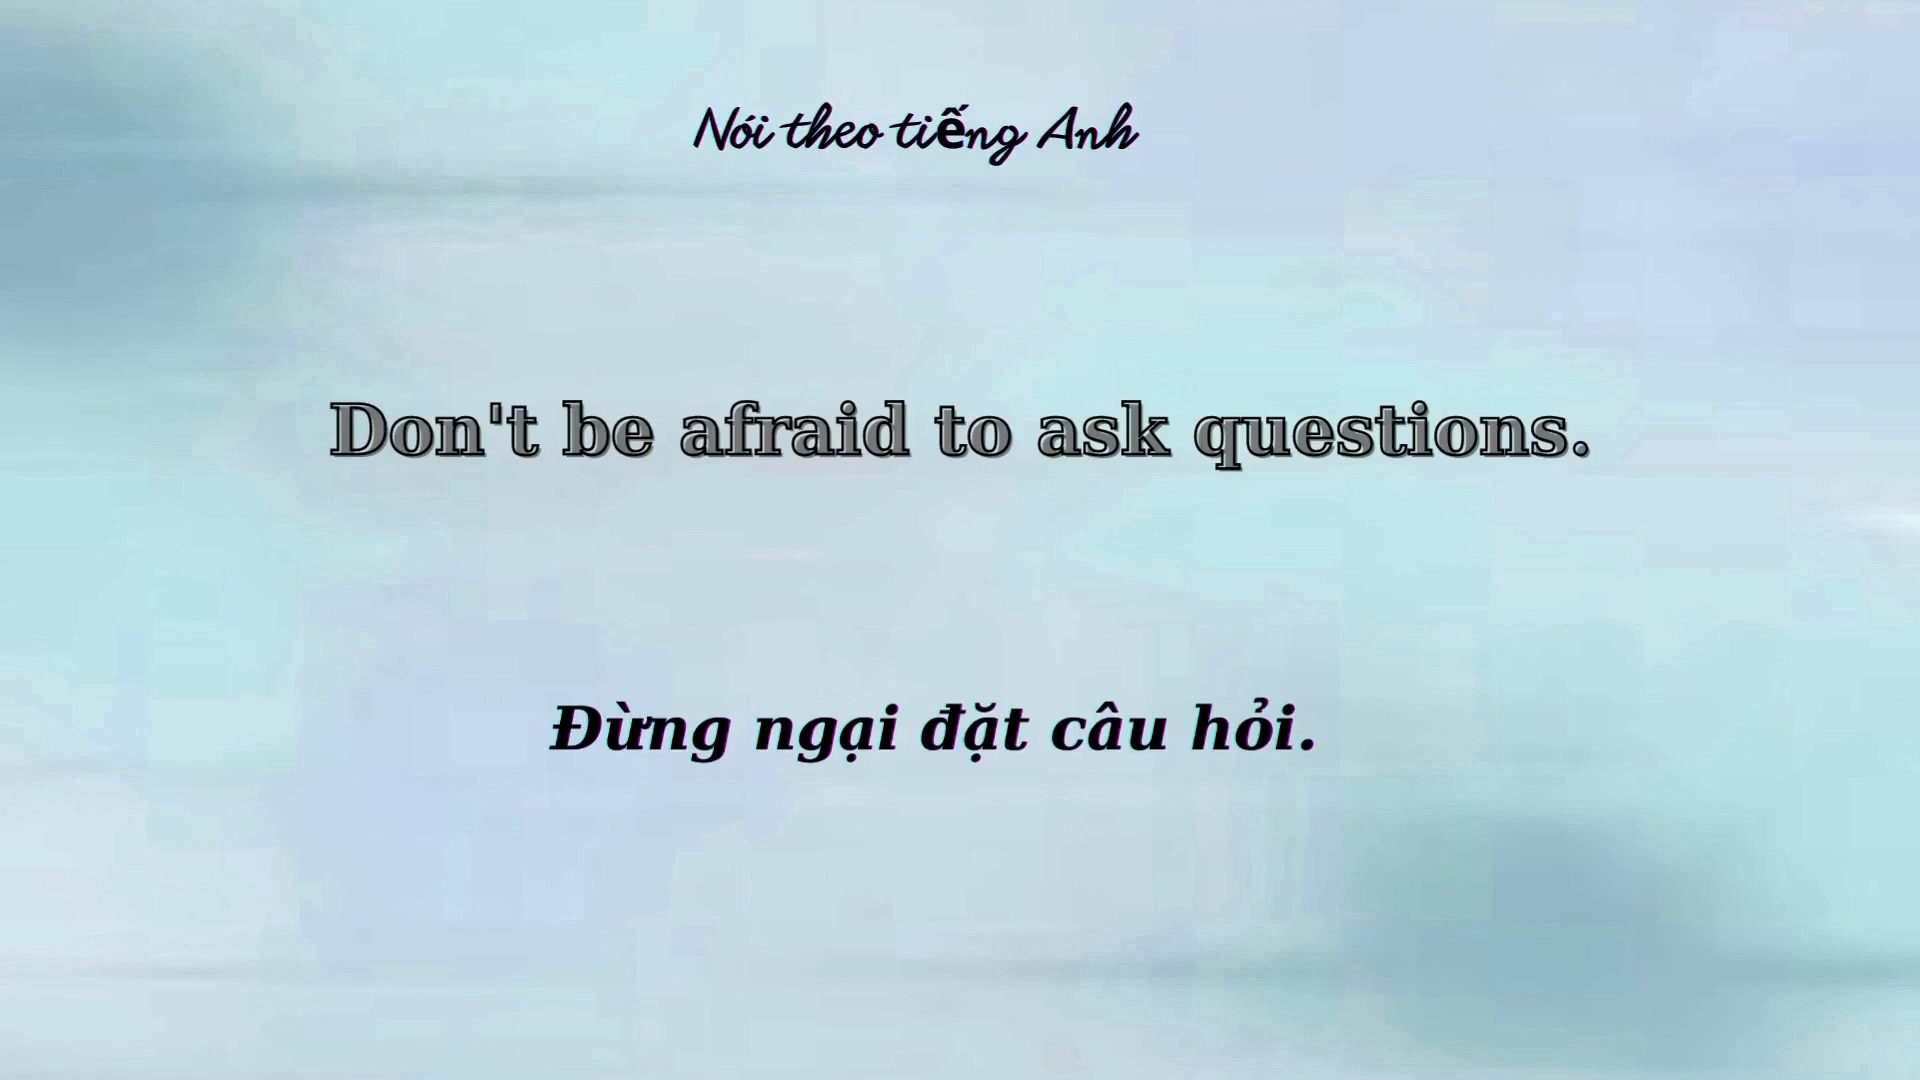 Nói theo tiếng Anh
Don't be afraid to ask questions.
Đừng ngại đặt câu hỏi.